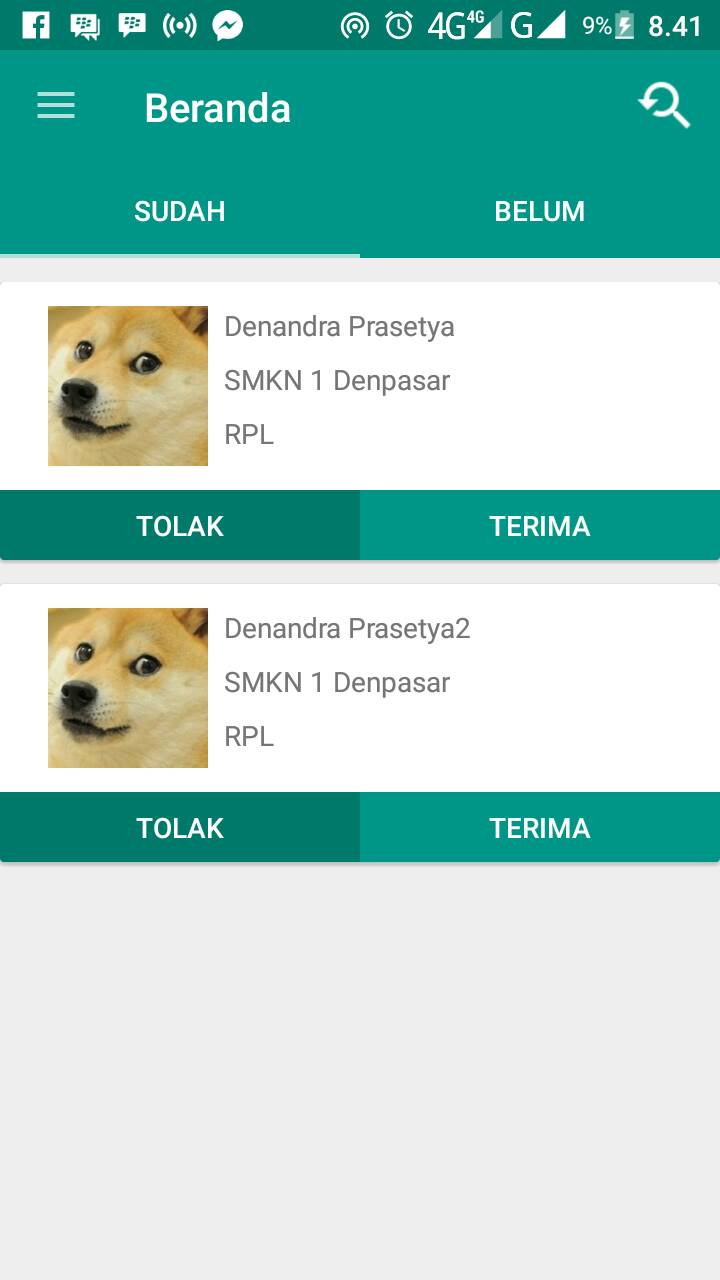 4G 4G G 9% 8.41
Beranda
SUDAH BELUM
Denandra Prasetya
SMKN 1 Denpasar
RPL
TOLAK TERIMA
Denandra Prasetya2
SMKN 1 Denpasar
RPL
TOLAK TERIMA